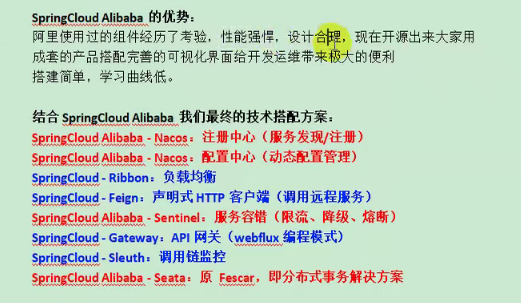 SpringCloud Alibaba 的优势：
阿里使用过的组件经历了考验，性能强悍，设计合理，现在开源出来大家用
成套的产品搭配完善的可视化界面给开发运维带来极大的便利
搭建简单，学习曲线低。
结合 SpringCloud Alibaba 我们最终的技术搭配方案：
SpringCloud Alibaba - Nacos：注册中心（服务发现/注册）
SpringCloud Alibaba - Nacos：配置中心（动态配置管理）
SpringCloud - Ribbon：负载均衡
SpringCloud - Feign：声明式 HTTP 客户端（调用远程服务）
SpringCloud Alibaba - Sentinel：服务容错（限流、降级、熔断）
SpringCloud - Gateway：API 网关（webflux 编程模式）
SpringCloud - Sleuth：调用链监控
SpringCloud Alibaba - Seata：原 Fescar，即分布式事务解决方案